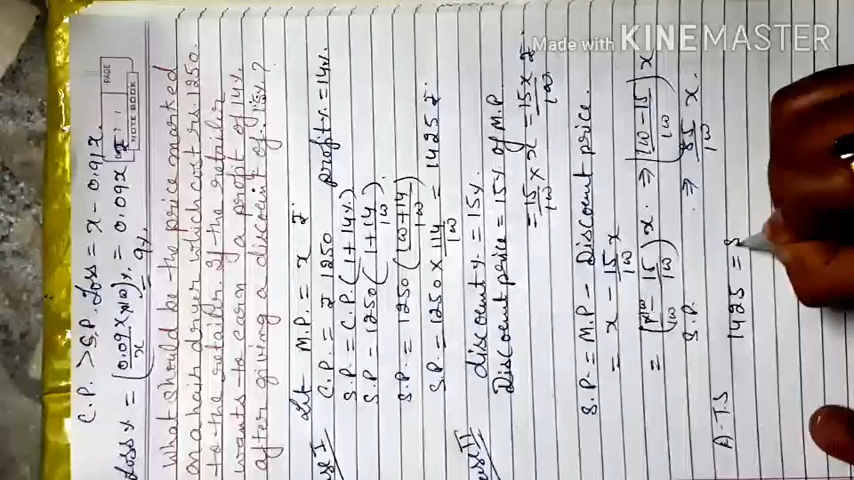 C.P. > S.P. Loss = x - 0.91x
Loss% = (0.09x × 100 / x)% = 0.09x
= 9%
PAGE
NOTE BOOK
What should be the price marked
on a hair dryer which cost rs. 1250
to the retailer if the retailer
wants to earn a profit of 14%
after giving a discount of 15%?
Let M.P. = x ₹
C.P. = ₹ 1250 profit% = 14%
S.P = C.P. (1 + 14%)
S.P = 1250 (1 + 14/100)
S.P. = 1250 (100+14/100)
S.P. = 1250 × 114/100 = 1425 ₹
discount% = 15%
Discount price = 15% of M.P
= 15/100 × x = 15x/100 ₹
S.P. = M.P - Discount price.
= x - 15/100 x
= (100/100 - 15/100) x ⇒ (100-15/100) x
S.P. ⇒ 85/100 x.
A.T.S
1425 =
Made with KINEMASTER